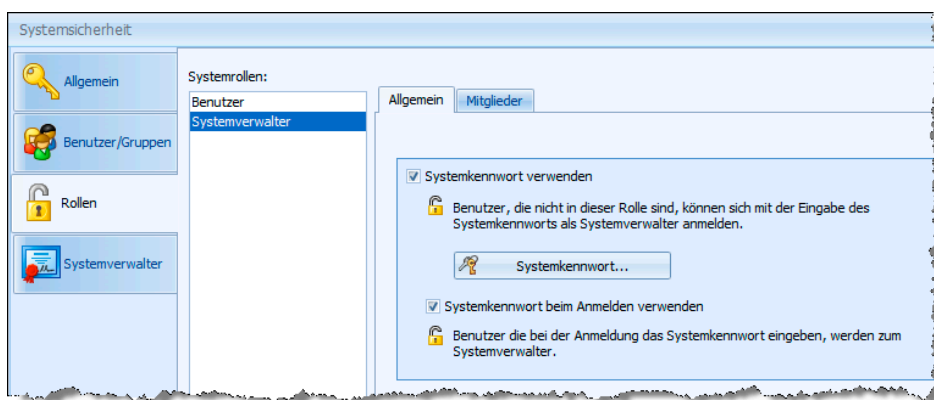 Systemsicherheit
Allgemein
Benutzer/Gruppen
Rollen
Systemverwalter
Systemrollen:
Benutzer
Systemverwalter
Allgemein Mitglieder
Systemkennwort verwenden
Benutzer, die nicht in dieser Rolle sind, können sich mit der Eingabe des
Systemkennworts als Systemverwalter anmelden.
Systemkennwort...
Systemkennwort beim Anmelden verwenden
Benutzer die bei der Anmeldung das Systemkennwort eingeben, werden zum
Systemverwalter.